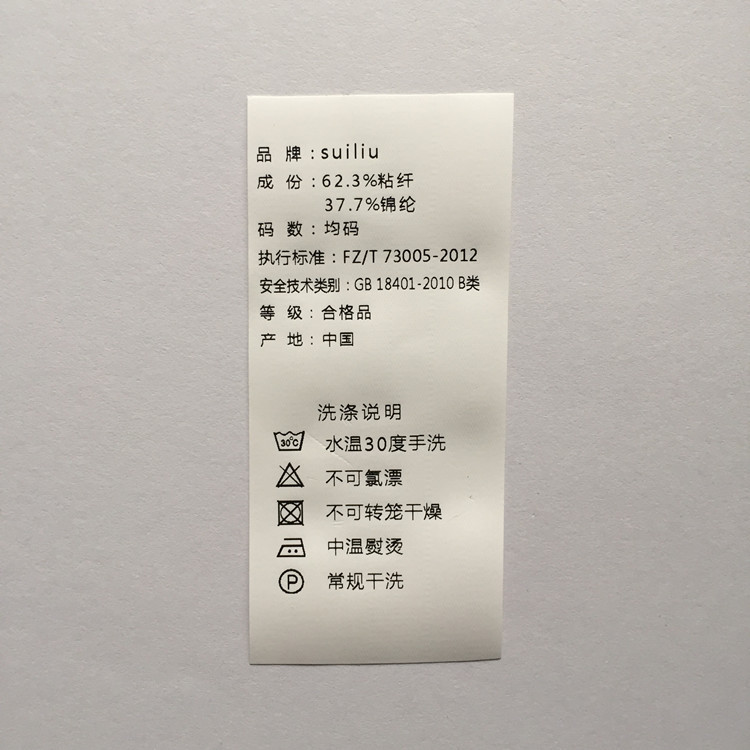 品 牌：suiliu
成 份：62.3%粘纤
37.7%锦纶
码 数：均码
执行标准：FZ/T 73005-2012
安全技术类别：GB 18401-2010 B类
等 级：合格品
产 地：中国
洗涤说明
30°C 水温30度手洗
不可氯漂
不可转笼干燥
中温熨烫
P 常规干洗